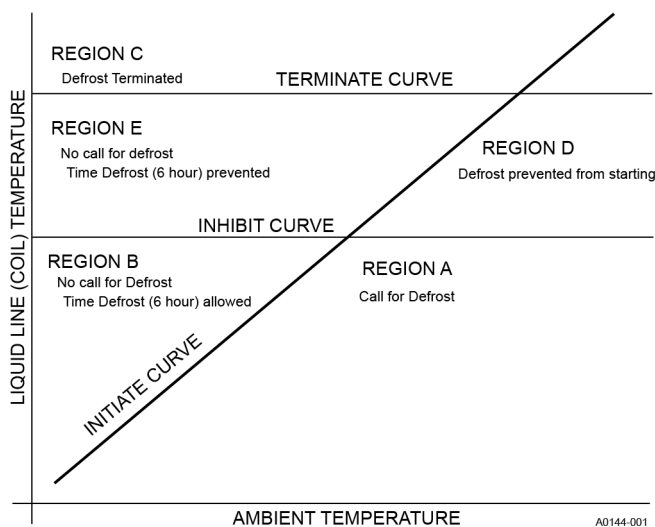 REGION C
Defrost Terminated
TERMINATE CURVE
REGION E
No call for defrost
Time Defrost (6 hour) prevented
REGION D
Defrost prevented from starting
INHIBIT CURVE
REGION B
No call for Defrost
Time Defrost (6 hour) allowed
REGION A
Call for Defrost
INITIATE CURVE
LIQUID LINE (COIL) TEMPERATURE
AMBIENT TEMPERATURE
A0144-001